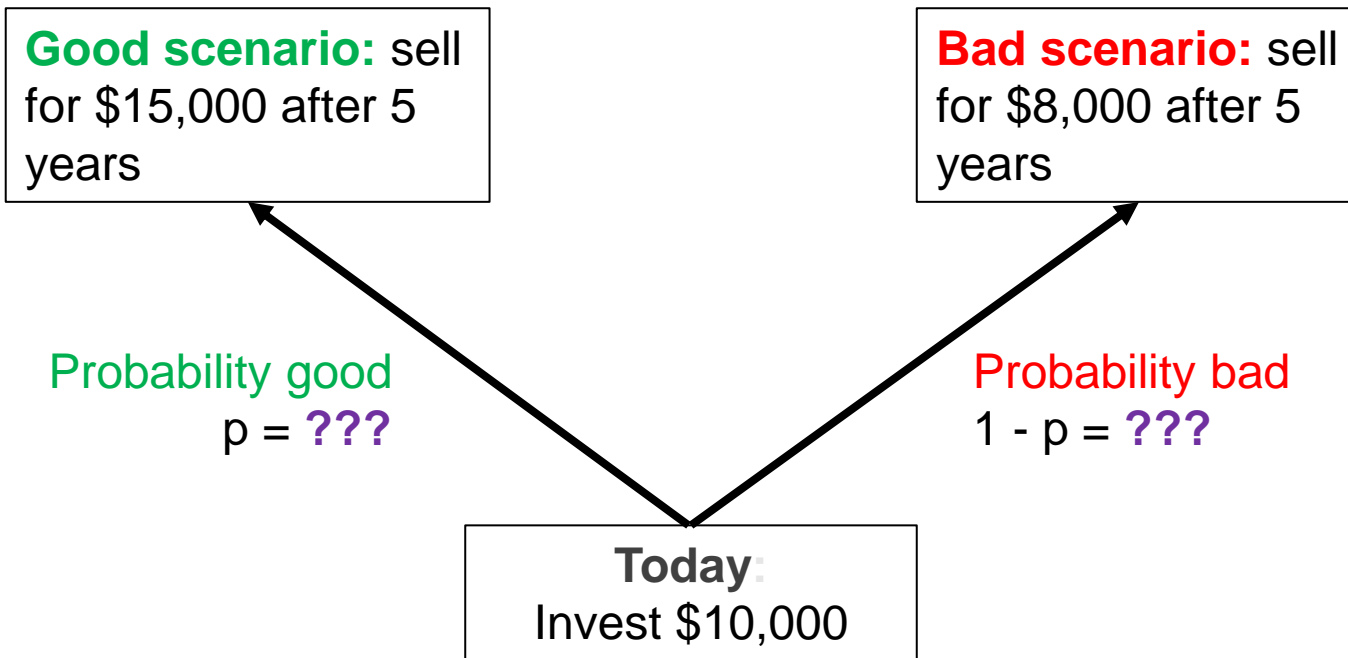 Good scenario: sell
for $15,000 after 5
years
Bad scenario: sell
for $8,000 after 5
years
Probability good
p = ???
Probability bad
1 - p = ???
Today:
Invest $10,000